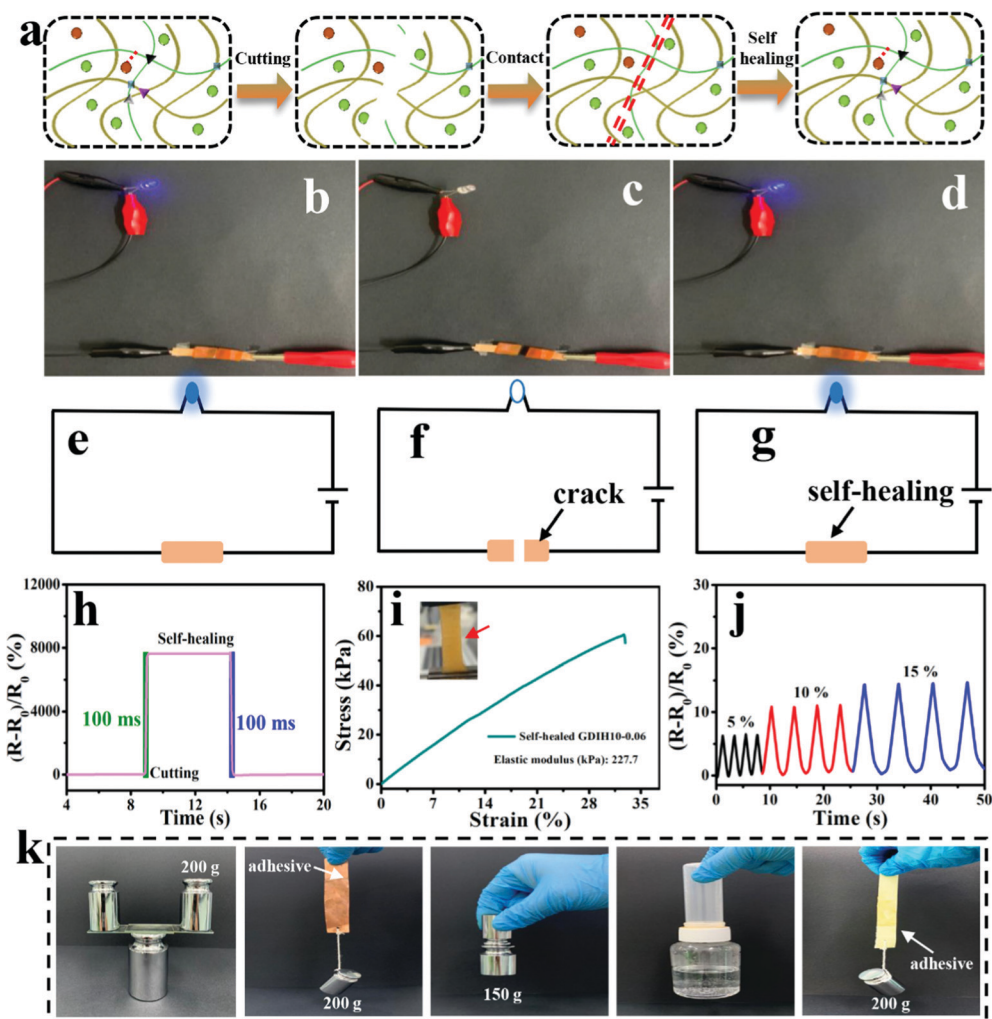 a
Cutting
Contact
Self
healing
b
c
d
e
f
g
crack
self-healing
h
12000
8000
4000
0
(R-R0)/R0 (%)
Self-healing
100 ms
100 ms
Cutting
4 8 12 16 20
Time (s)
i
80
60
40
20
0
Stress (kPa)
Self-healed GDIH10-0.06
Elastic modulus (kPa): 227.7
0 7 14 21 28 35
Strain (%)
j
30
20
10
0
(R-R0)/R0 (%)
5 %
10 %
15 %
0 10 20 30 40 50
Time (s)
k
200 g
adhesive
200 g
150 g
adhesive
200 g